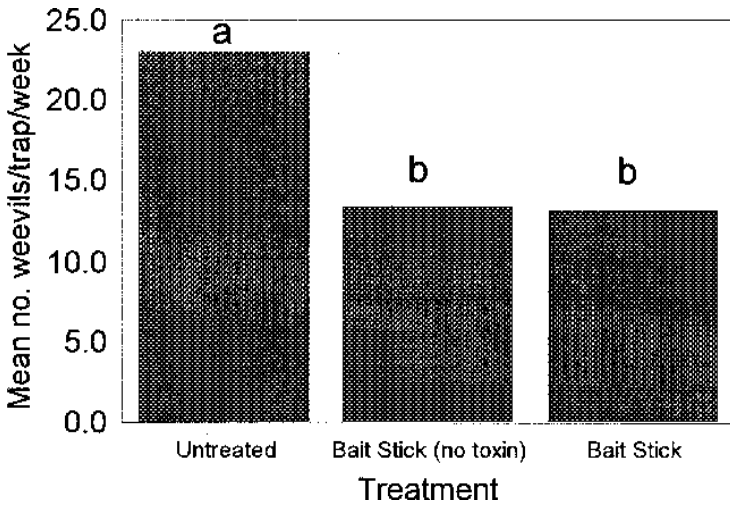 25.0
20.0
15.0
10.0
5.0
0.0
Mean no. weevils/trap/week
a
b
b
Untreated
Bait Stick (no toxin)
Bait Stick
Treatment